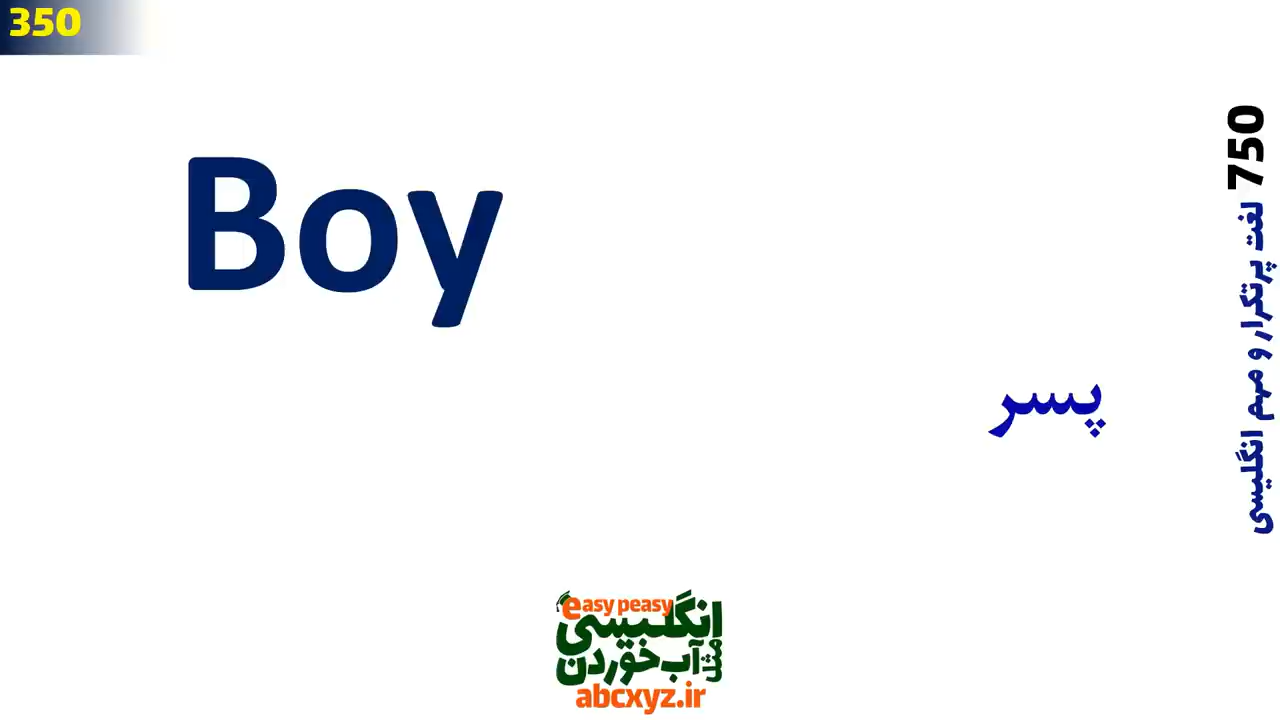 350
Boy
پسر
750 لغت پرتکرار و مهم انگلیسی
easy peasy
انگلیسی
مثل
آب خوردن
abcxyz.ir